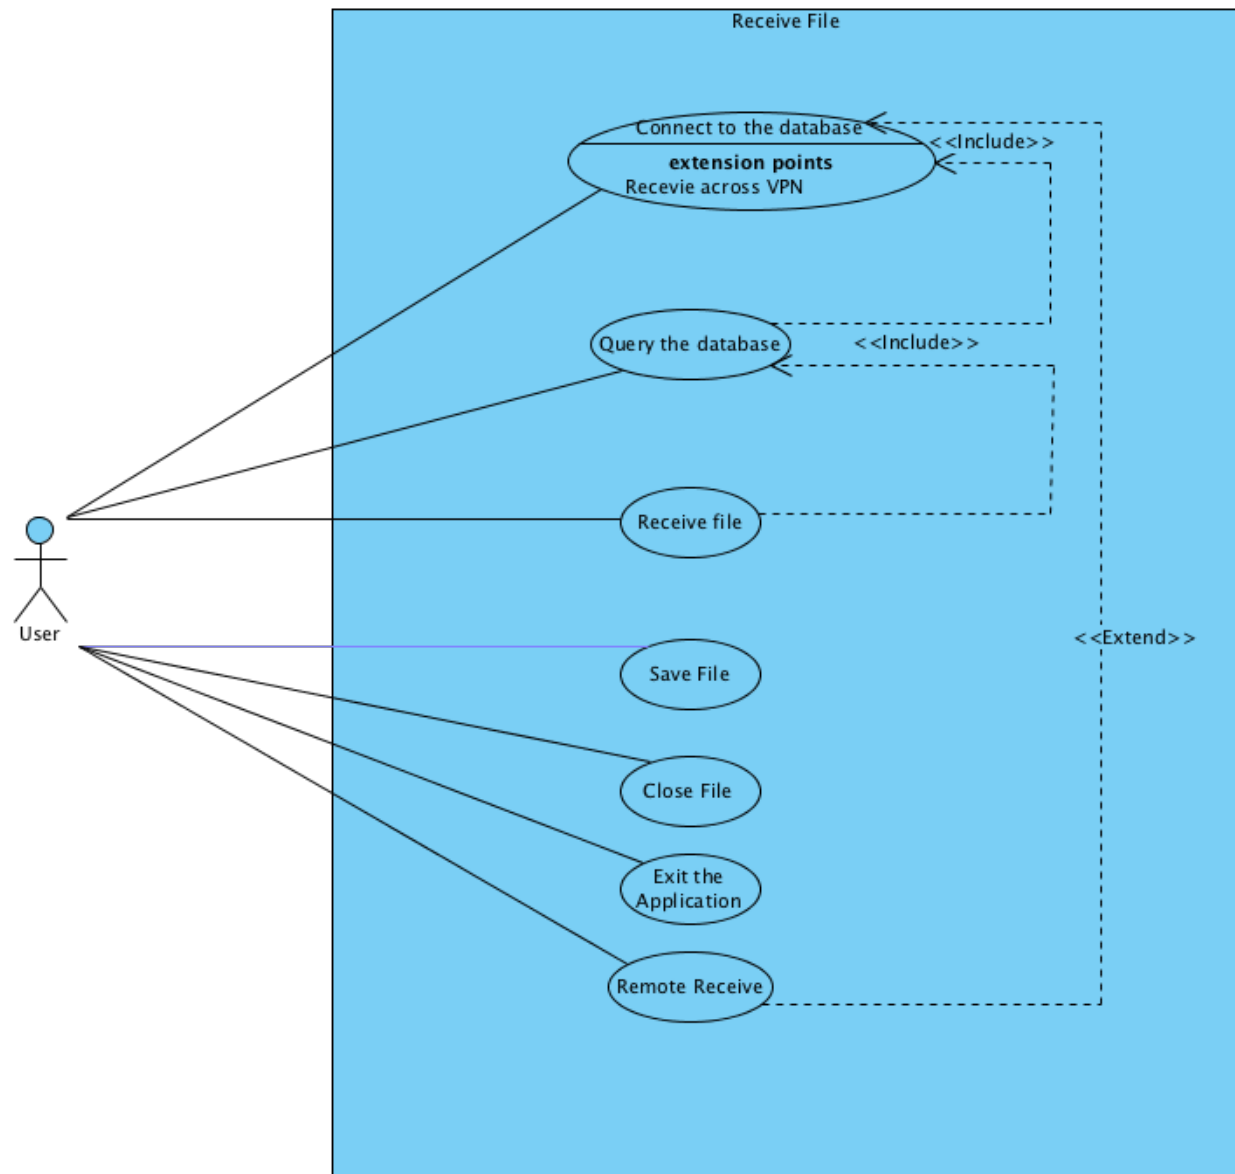 Receive File
Connect to the database
<<Include>>
extension points
Recevie across VPN
Query the database
<<Include>>
Receive file
User
<<Extend>>
Save File
Close File
Exit the
Application
Remote Receive